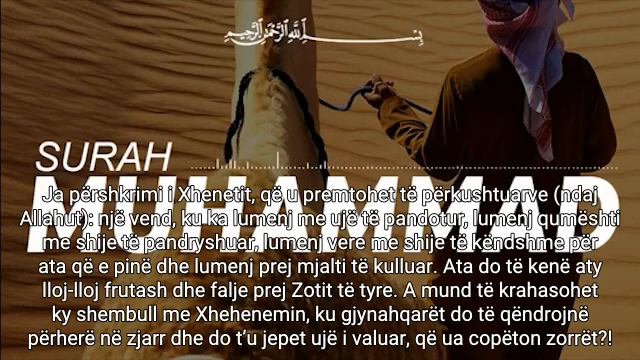 بِسْمِ اللَّهِ الرَّحْمَٰنِ الرَّحِيمِ
SURAH
MUHAMMAD
Ja përshkrimi i Xhenetit, që u premtohet të përkushtuarve (ndaj
Allahut): një vend, ku ka lumenj me ujë të pandotur, lumenj qumështi
me shije të pandryshuar, lumenj vere me shije të këndshme për
ata që e pinë dhe lumenj prej mjalti të kulluar. Ata do të kenë aty
lloj-lloj frutash dhe falje prej Zotit të tyre. A mund të krahasohet
ky shembull me Xhehenemin, ku gjynahqarët do të qëndrojnë
përherë në zjarr dhe do t’u jepet ujë i valuar, që ua copëton zorrët?!